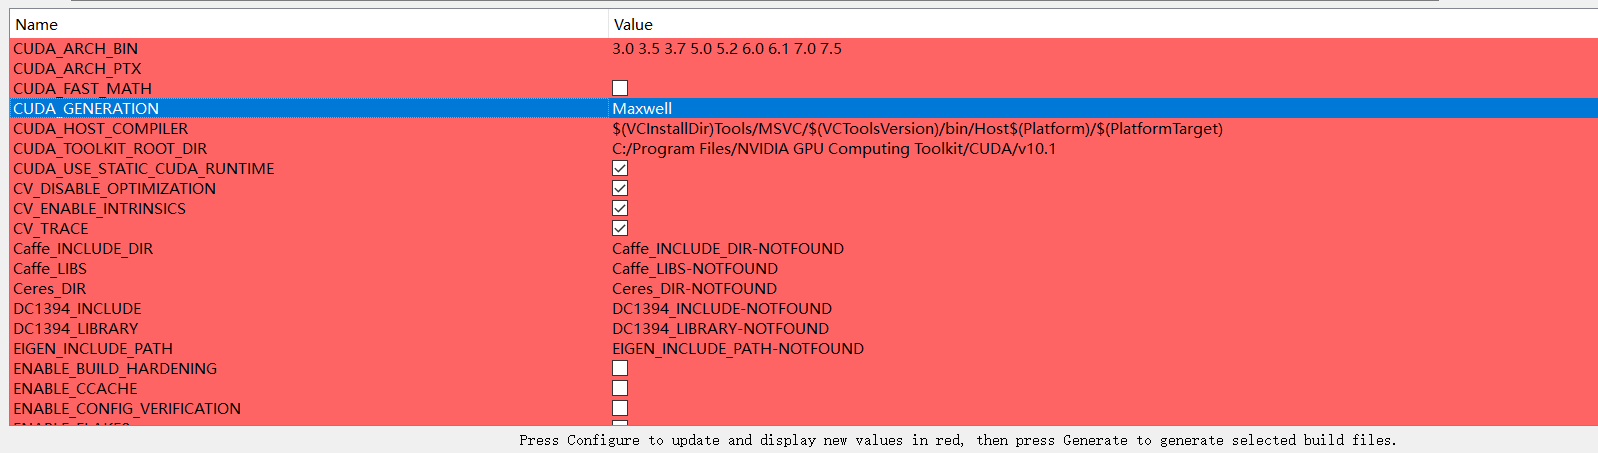 Name Value
CUDA_ARCH_BIN 3.0 3.5 3.7 5.0 5.2 6.0 6.1 7.0 7.5
CUDA_ARCH_PTX
CUDA_FAST_MATH
CUDA_GENERATION Maxwell
CUDA_HOST_COMPILER $(VCInstallDir)Tools/MSVC/$(VCToolsVersion)/bin/Host$(Platform)/$(PlatformTarget)
CUDA_TOOLKIT_ROOT_DIR C:/Program Files/NVIDIA GPU Computing Toolkit/CUDA/v10.1
CUDA_USE_STATIC_CUDA_RUNTIME
CV_DISABLE_OPTIMIZATION
CV_ENABLE_INTRINSICS
CV_TRACE
Caffe_INCLUDE_DIR Caffe_INCLUDE_DIR-NOTFOUND
Caffe_LIBS Caffe_LIBS-NOTFOUND
Ceres_DIR Ceres_DIR-NOTFOUND
DC1394_INCLUDE DC1394_INCLUDE-NOTFOUND
DC1394_LIBRARY DC1394_LIBRARY-NOTFOUND
EIGEN_INCLUDE_PATH EIGEN_INCLUDE_PATH-NOTFOUND
ENABLE_BUILD_HARDENING
ENABLE_CCACHE
ENABLE_CONFIG_VERIFICATION
Press Configure to update and display new values in red, then press Generate to generate selected build files.